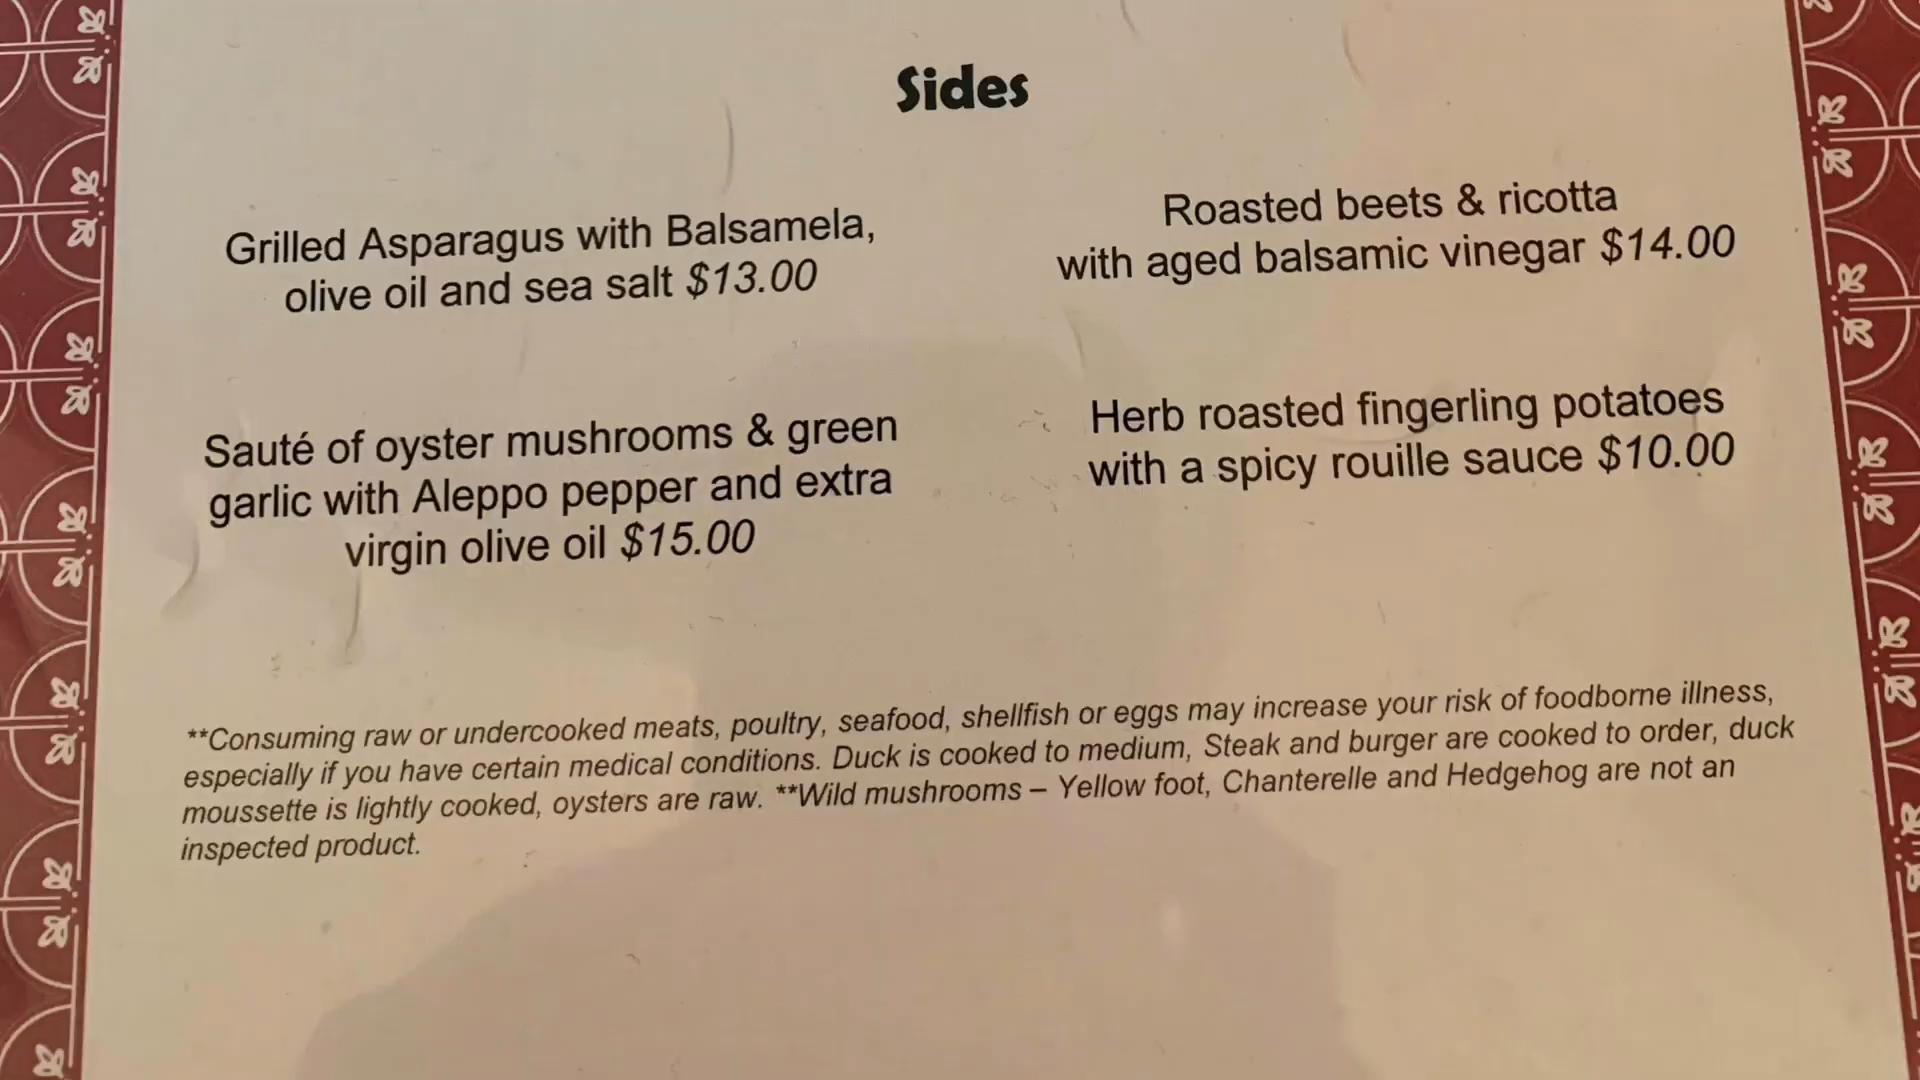 Sides
Grilled Asparagus with Balsamela,
olive oil and sea salt $13.00
Roasted beets & ricotta
with aged balsamic vinegar $14.00
Sauté of oyster mushrooms & green
garlic with Aleppo pepper and extra
virgin olive oil $15.00
Herb roasted fingerling potatoes
with a spicy rouille sauce $10.00
**Consuming raw or undercooked meats, poultry, seafood, shellfish or eggs may increase your risk of foodborne illness,
especially if you have certain medical conditions. Duck is cooked to medium, Steak and burger are cooked to order, duck
moussette is lightly cooked, oysters are raw. **Wild mushrooms – Yellow foot, Chanterelle and Hedgehog are not an
inspected product.